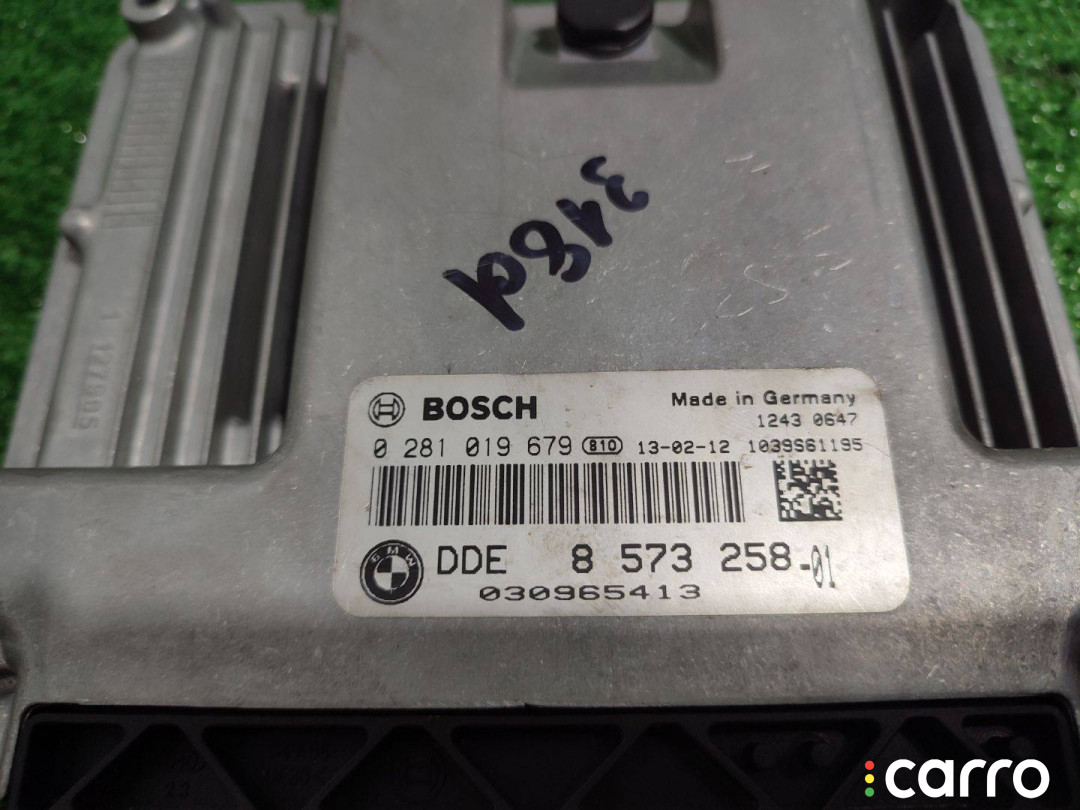 BOSCH
Made in Germany
1243 0647
0 281 019 679 810 13-02-12 1039S61195
BMW
DDE 8 573 258-01
030965413
carro